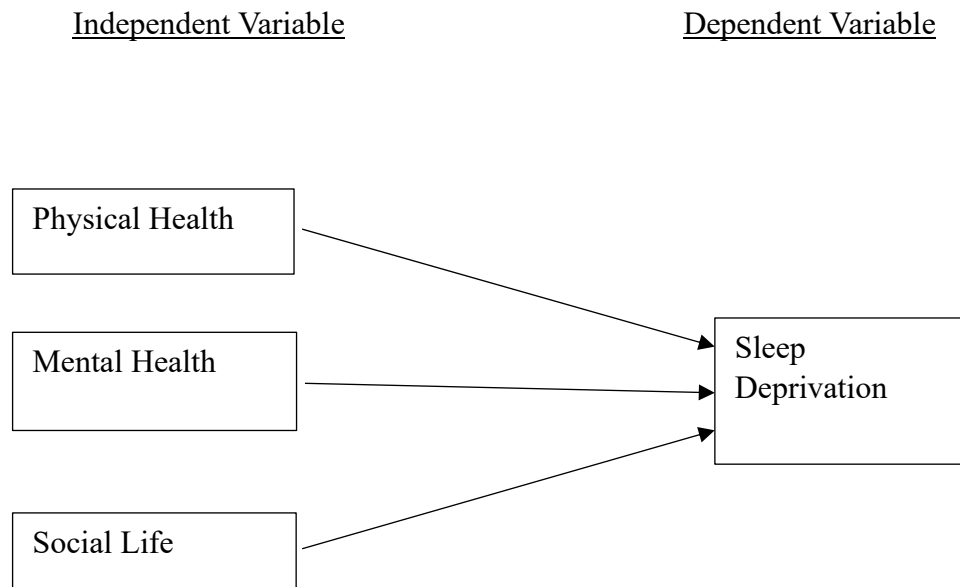 Independent Variable
Dependent Variable
Physical Health
Mental Health
Sleep
Deprivation
Social Life